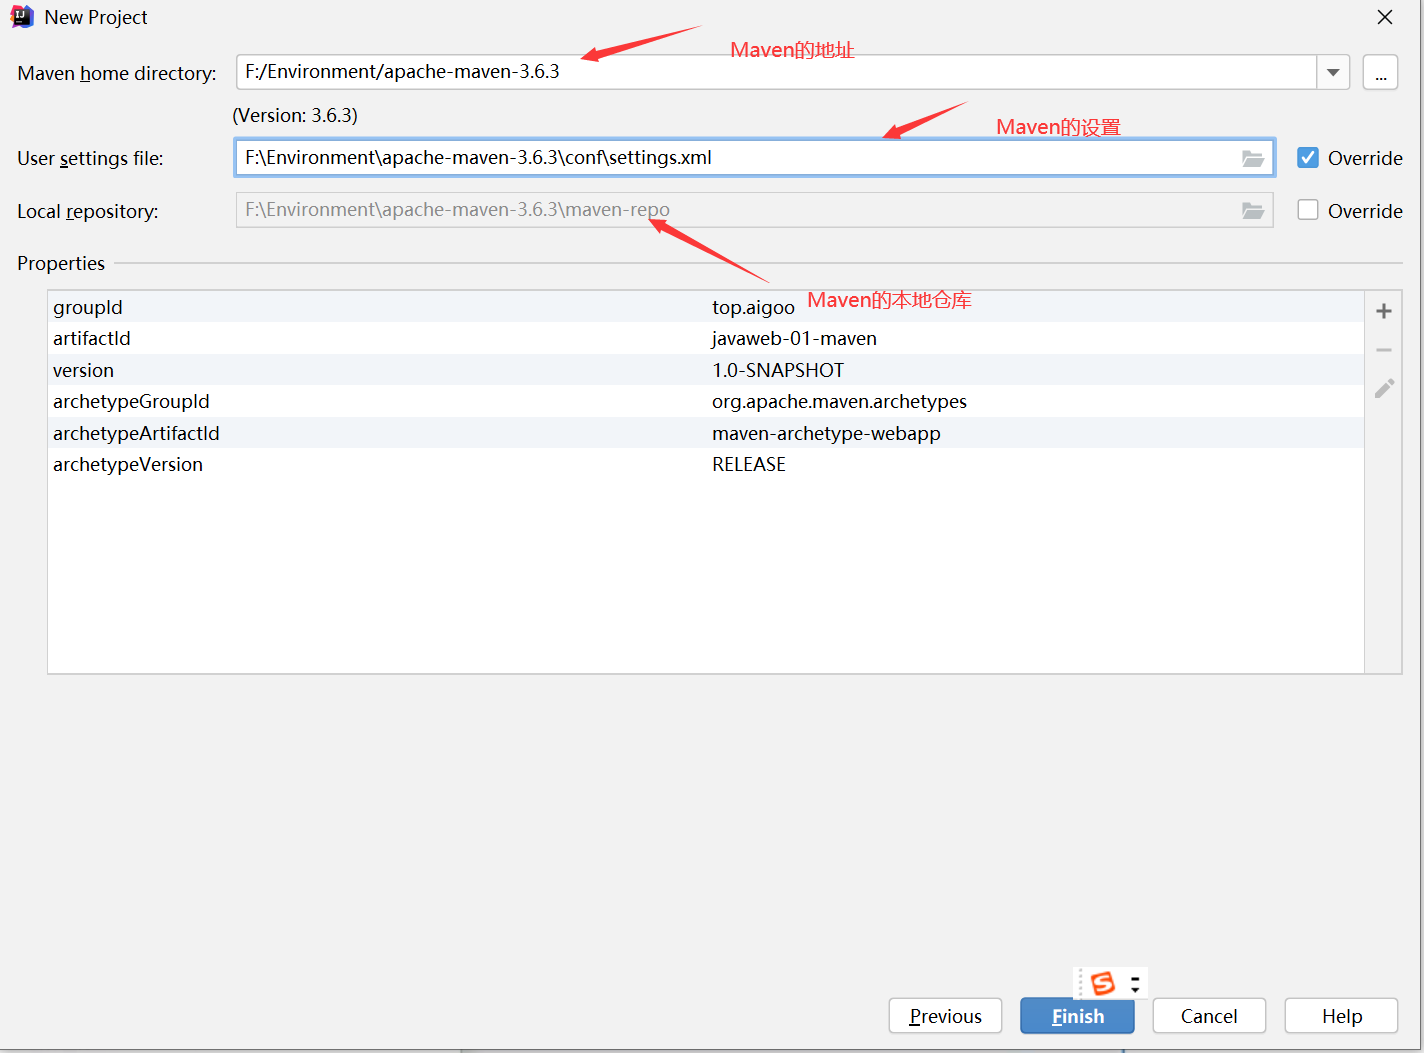 New Project
Maven的地址
Maven home directory: F:/Environment/apache-maven-3.6.3 ...
(Version: 3.6.3)
Maven的设置
User settings file: F:\Environment\apache-maven-3.6.3\conf\settings.xml Override
Local repository: F:\Environment\apache-maven-3.6.3\maven-repo Override
Properties
Maven的本地仓库
groupId top.aigoo
artifactId javaweb-01-maven
version 1.0-SNAPSHOT
archetypeGroupId org.apache.maven.archetypes
archetypeArtifactId maven-archetype-webapp
archetypeVersion RELEASE
Previous Finish Cancel Help